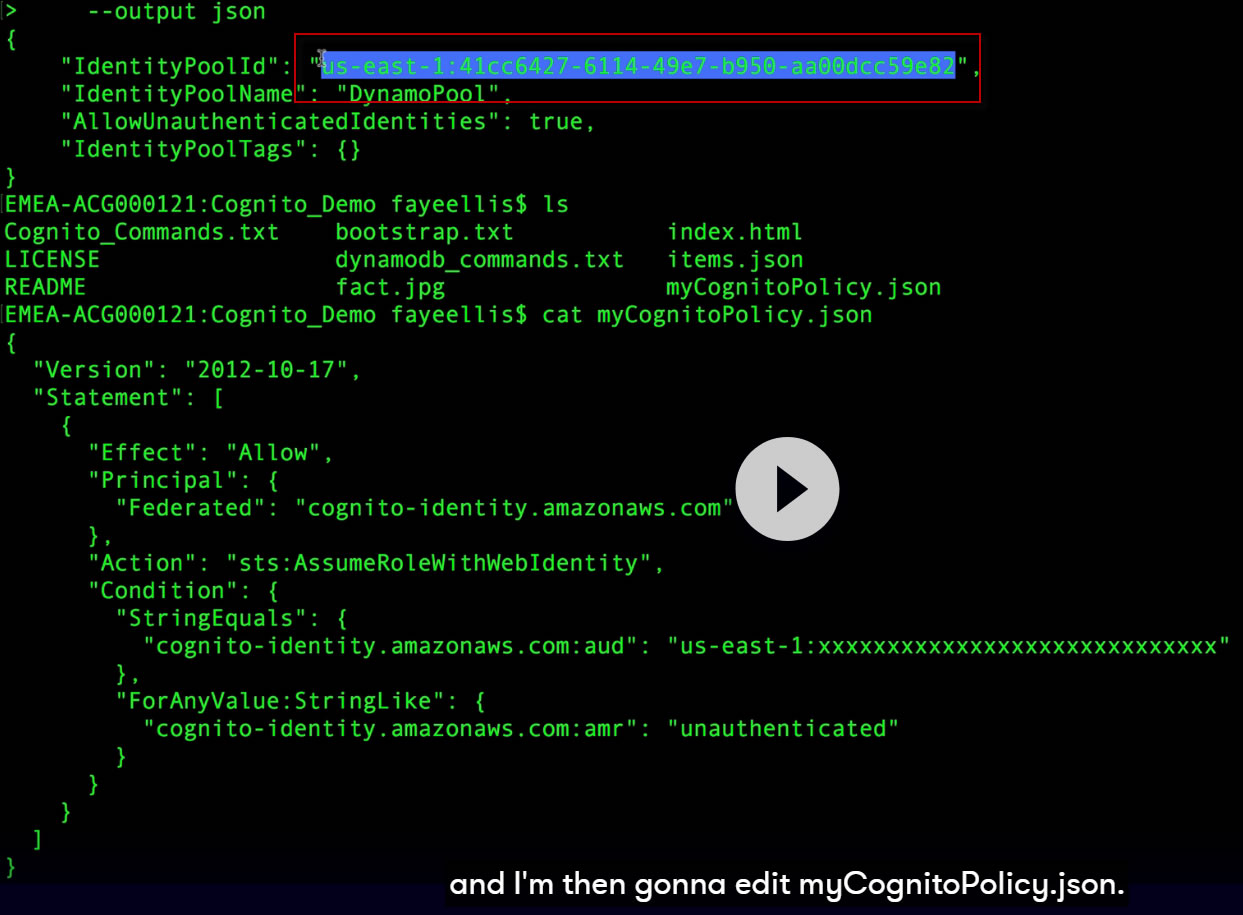 >     --output json
{
    "IdentityPoolId": "us-east-1:41cc6427-6114-49e7-b950-aa00dcc59e82",
    "IdentityPoolName": "DynamoPool",
    "AllowUnauthenticatedIdentities": true,
    "IdentityPoolTags": {}
}
EMEA-ACG000121:Cognito_Demo fayeellis$ ls
Cognito_Commands.txt    bootstrap.txt           index.html
LICENSE                 dynamodb_commands.txt   items.json
README                  fact.jpg                myCognitoPolicy.json
EMEA-ACG000121:Cognito_Demo fayeellis$ cat myCognitoPolicy.json
{
  "Version": "2012-10-17",
  "Statement": [
    {
      "Effect": "Allow",
      "Principal": {
        "Federated": "cognito-identity.amazonaws.com"
      },
      "Action": "sts:AssumeRoleWithWebIdentity",
      "Condition": {
        "StringEquals": {
          "cognito-identity.amazonaws.com:aud": "us-east-1:xxxxxxxxxxxxxxxxxxxxxxxxxxxxx"
        },
        "ForAnyValue:StringLike": {
          "cognito-identity.amazonaws.com:amr": "unauthenticated"
        }
      }
    }
  ]
}
and I'm then gonna edit myCognitoPolicy.json.